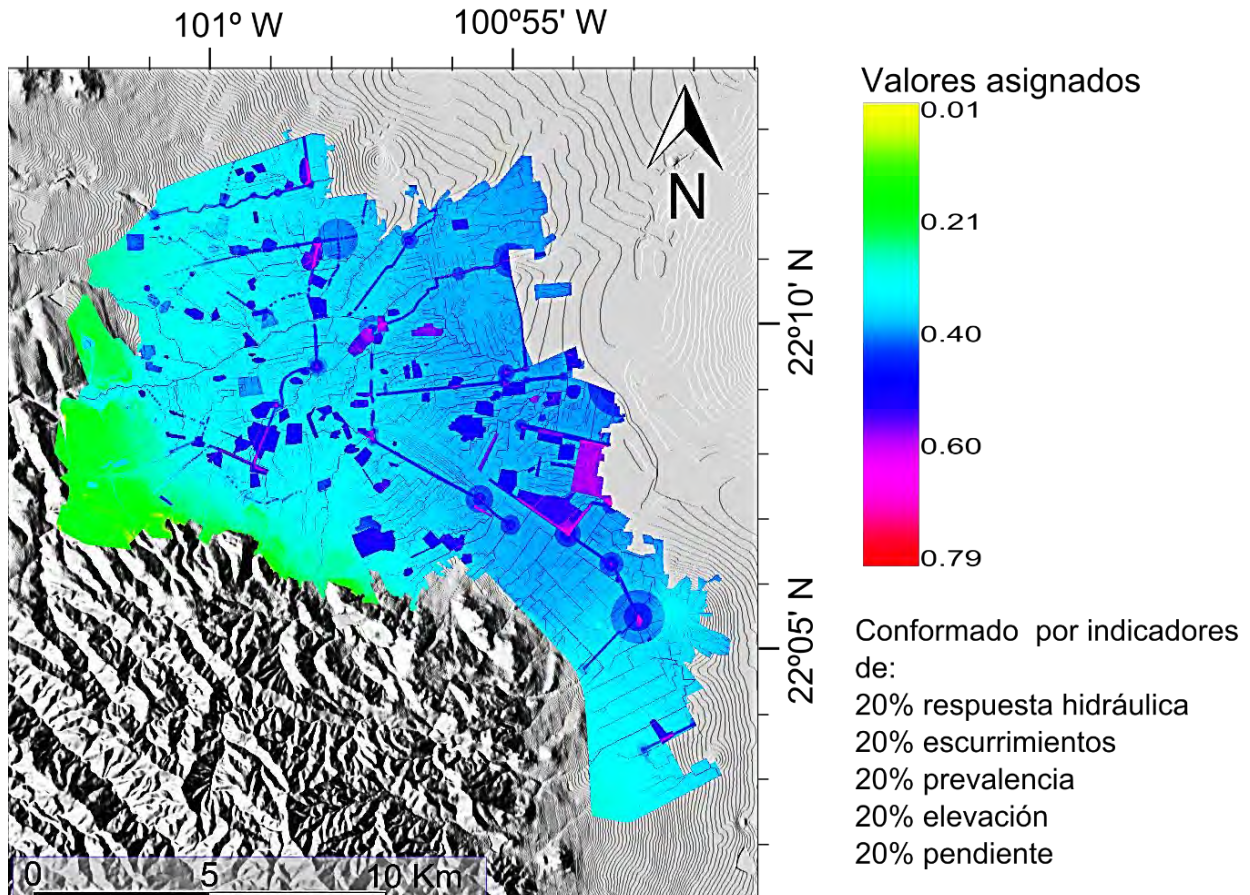 101º W
100º55' W
N
22º10' N
22º05' N
0
5
10 Km
Valores asignados
0.01
0.21
0.40
0.60
0.79
Conformado por indicadores
de:
20% respuesta hidráulica
20% escurrimientos
20% prevalencia
20% elevación
20% pendiente